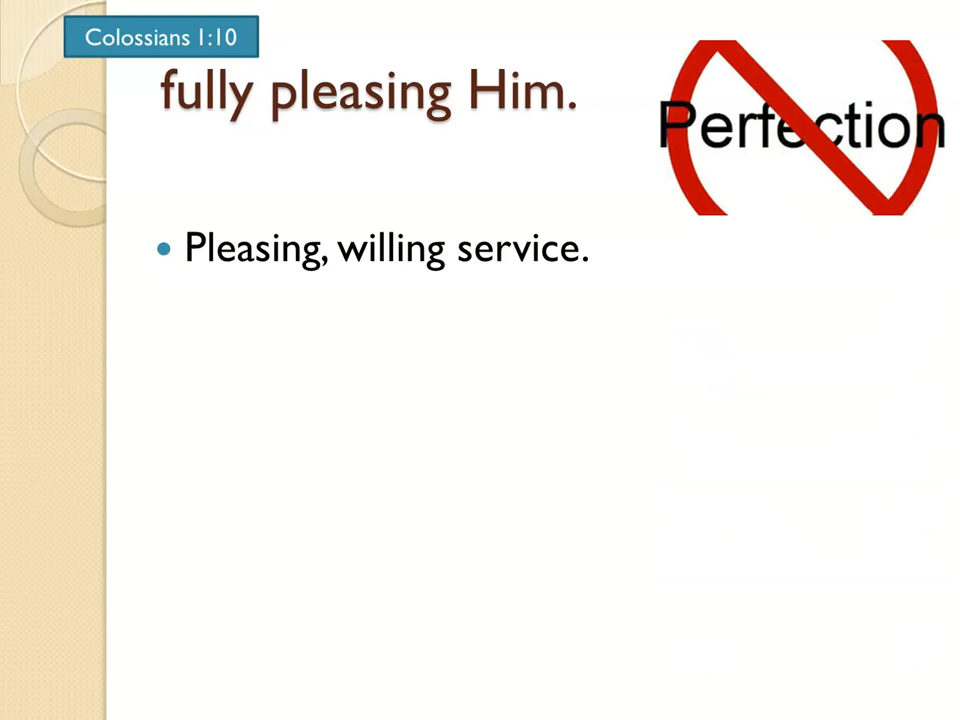 Colossians 1:10
fully pleasing Him.
Perfection
• Pleasing, willing service.